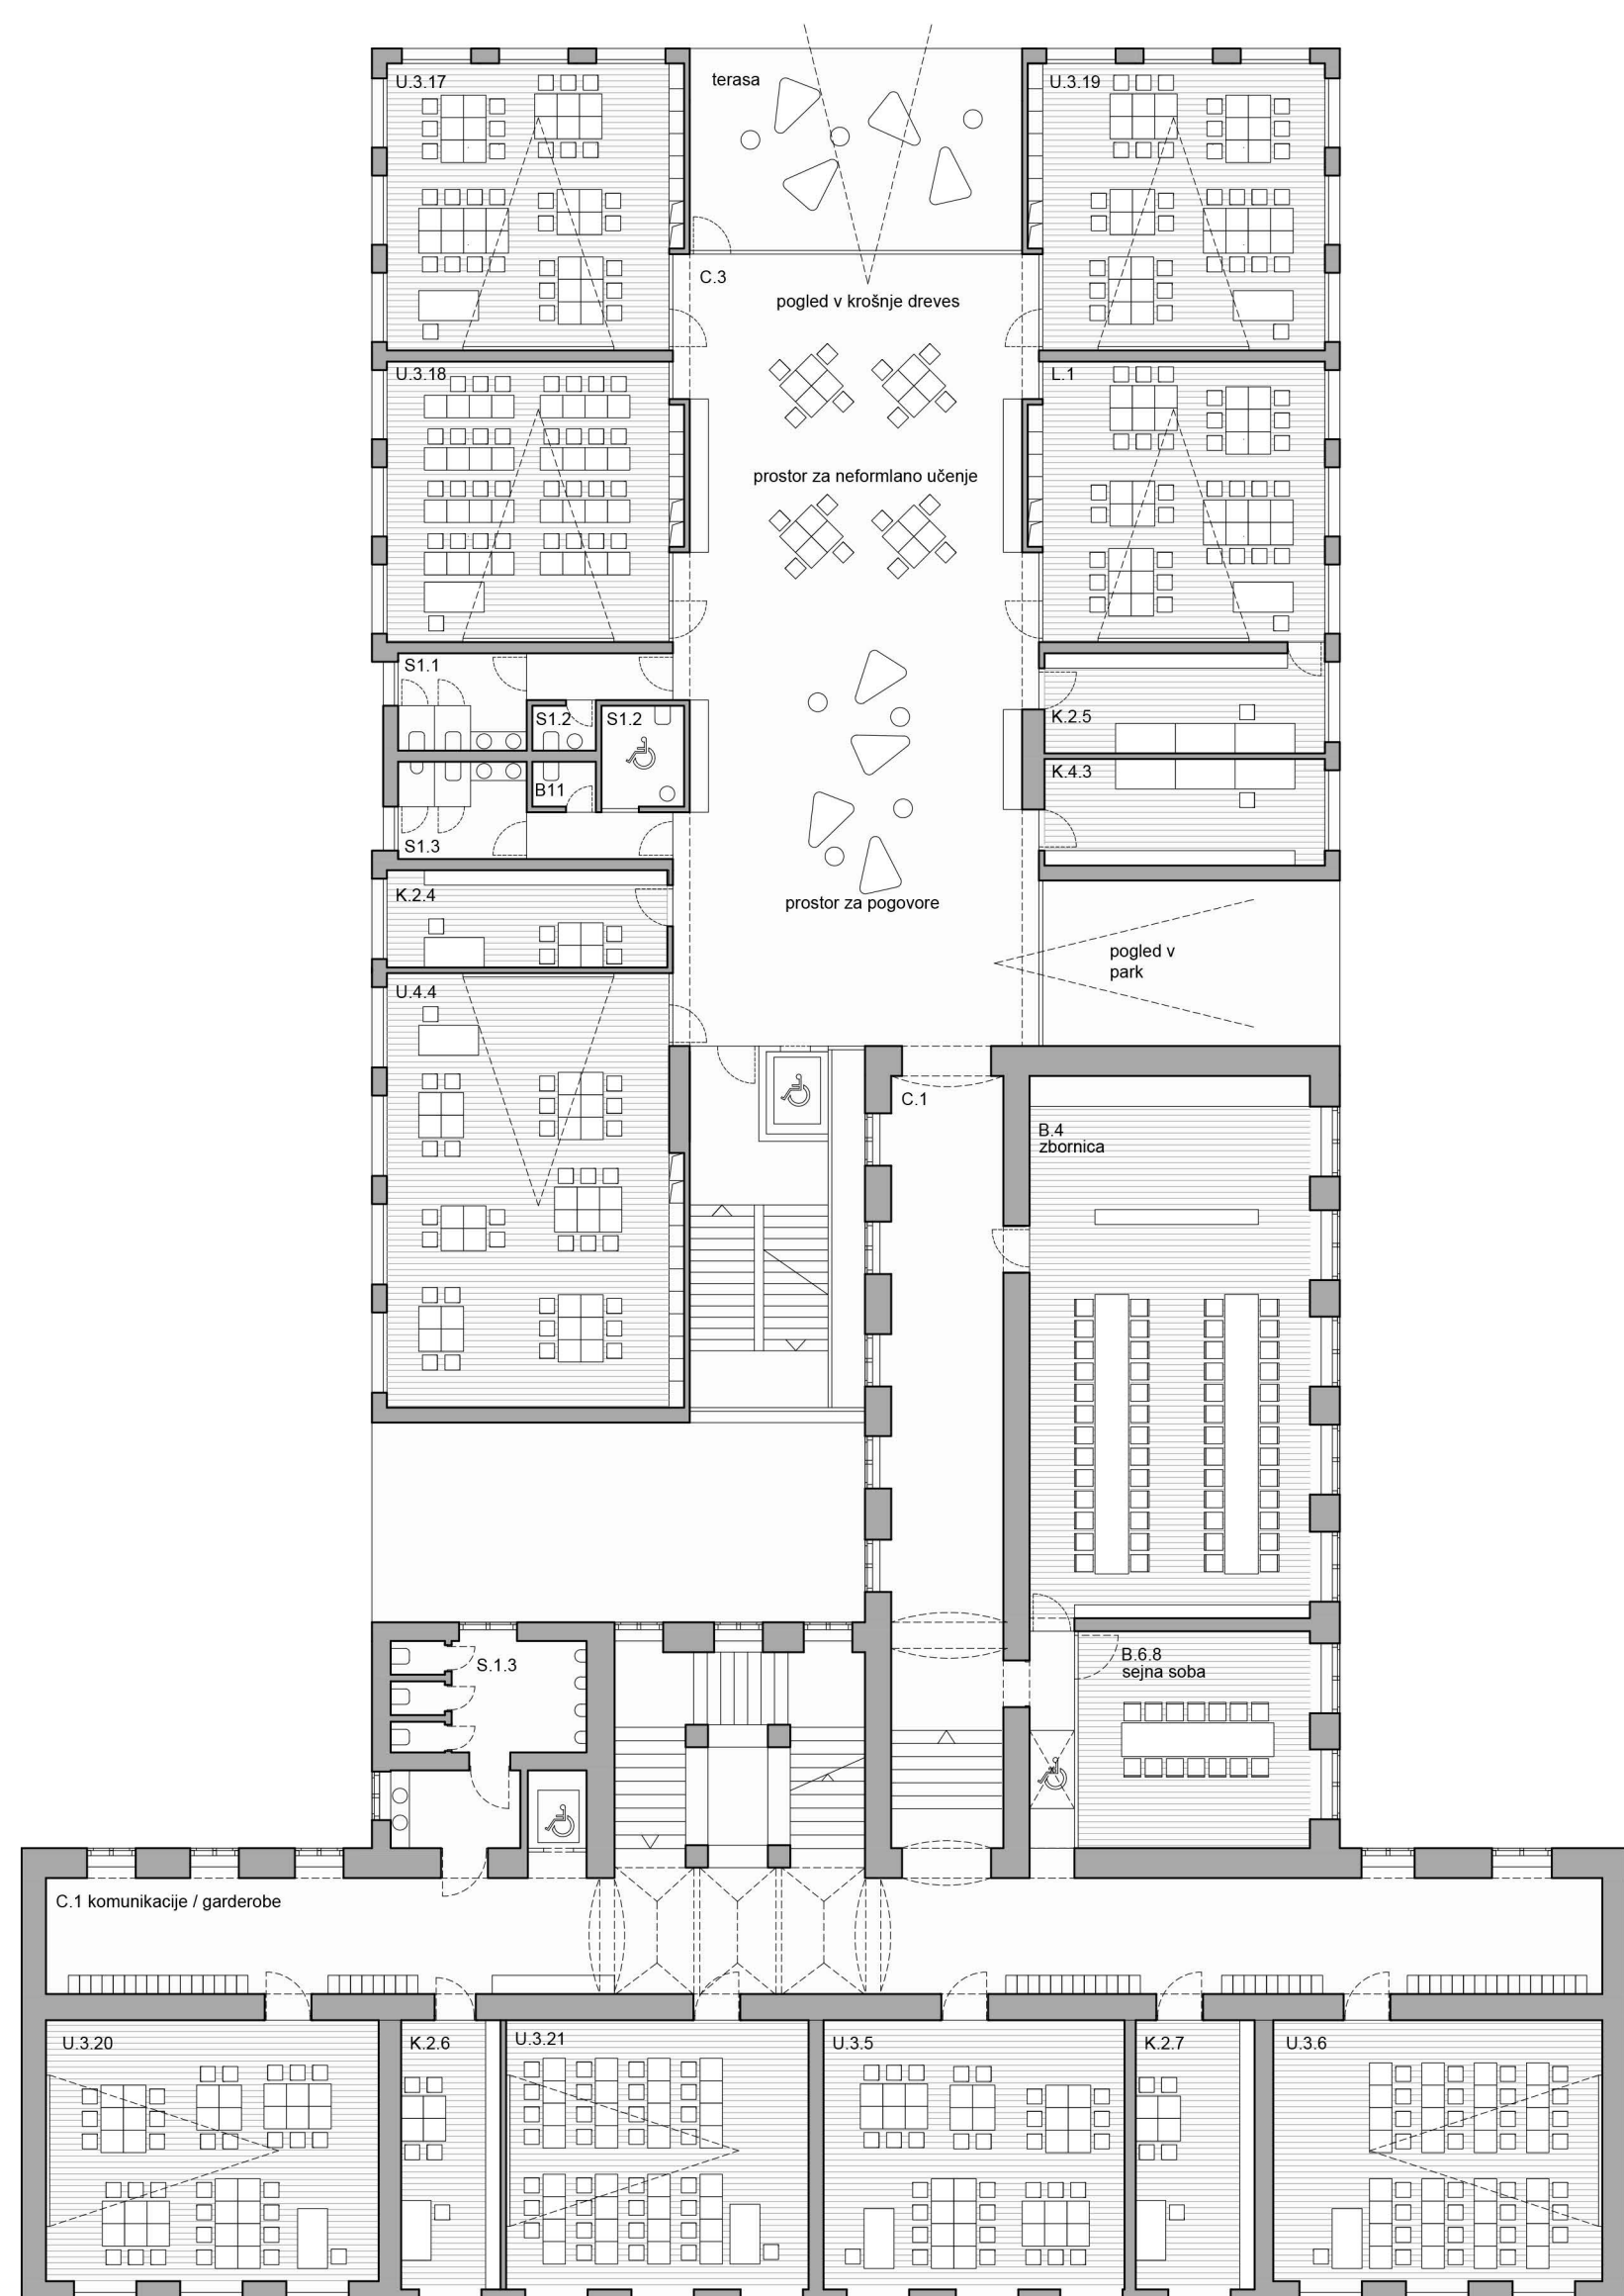 U.3.17
terasa
U.3.19
C.3
pogled v krošnje dreves
U.3.18
L.1
prostor za neformlano učenje
S1.1
S1.2
S1.2
K.2.5
B11
K.4.3
S1.3
K.2.4
prostor za pogovore
pogled v
park
U.4.4
C.1
B.4
zbornica
S.1.3
B.6.8
sejna soba
C.1 komunikacije / garderobe
U.3.20
K.2.6
U.3.21
U.3.5
K.2.7
U.3.6